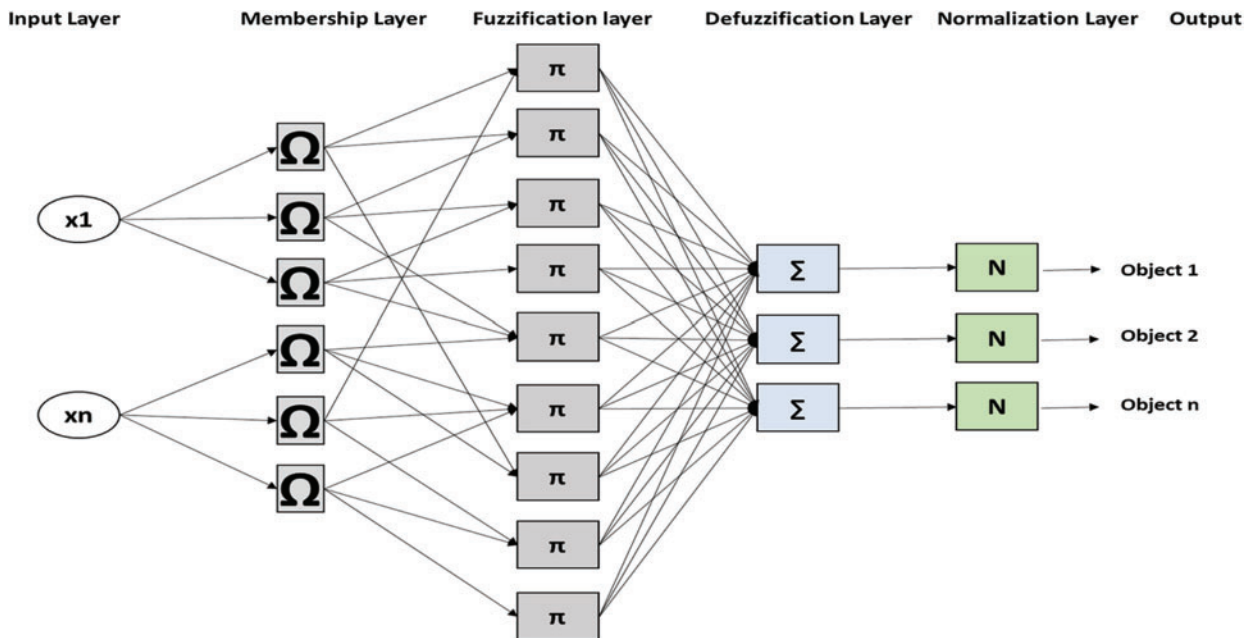 Input Layer Membership Layer Fuzzification layer Defuzzification Layer Normalization Layer Output
π
π
Ω
π
x1
Ω
π
Σ
N
Object 1
Ω
π
Σ
N
Object 2
Ω
π
Σ
N
Object n
xn
Ω
π
Ω
π
π